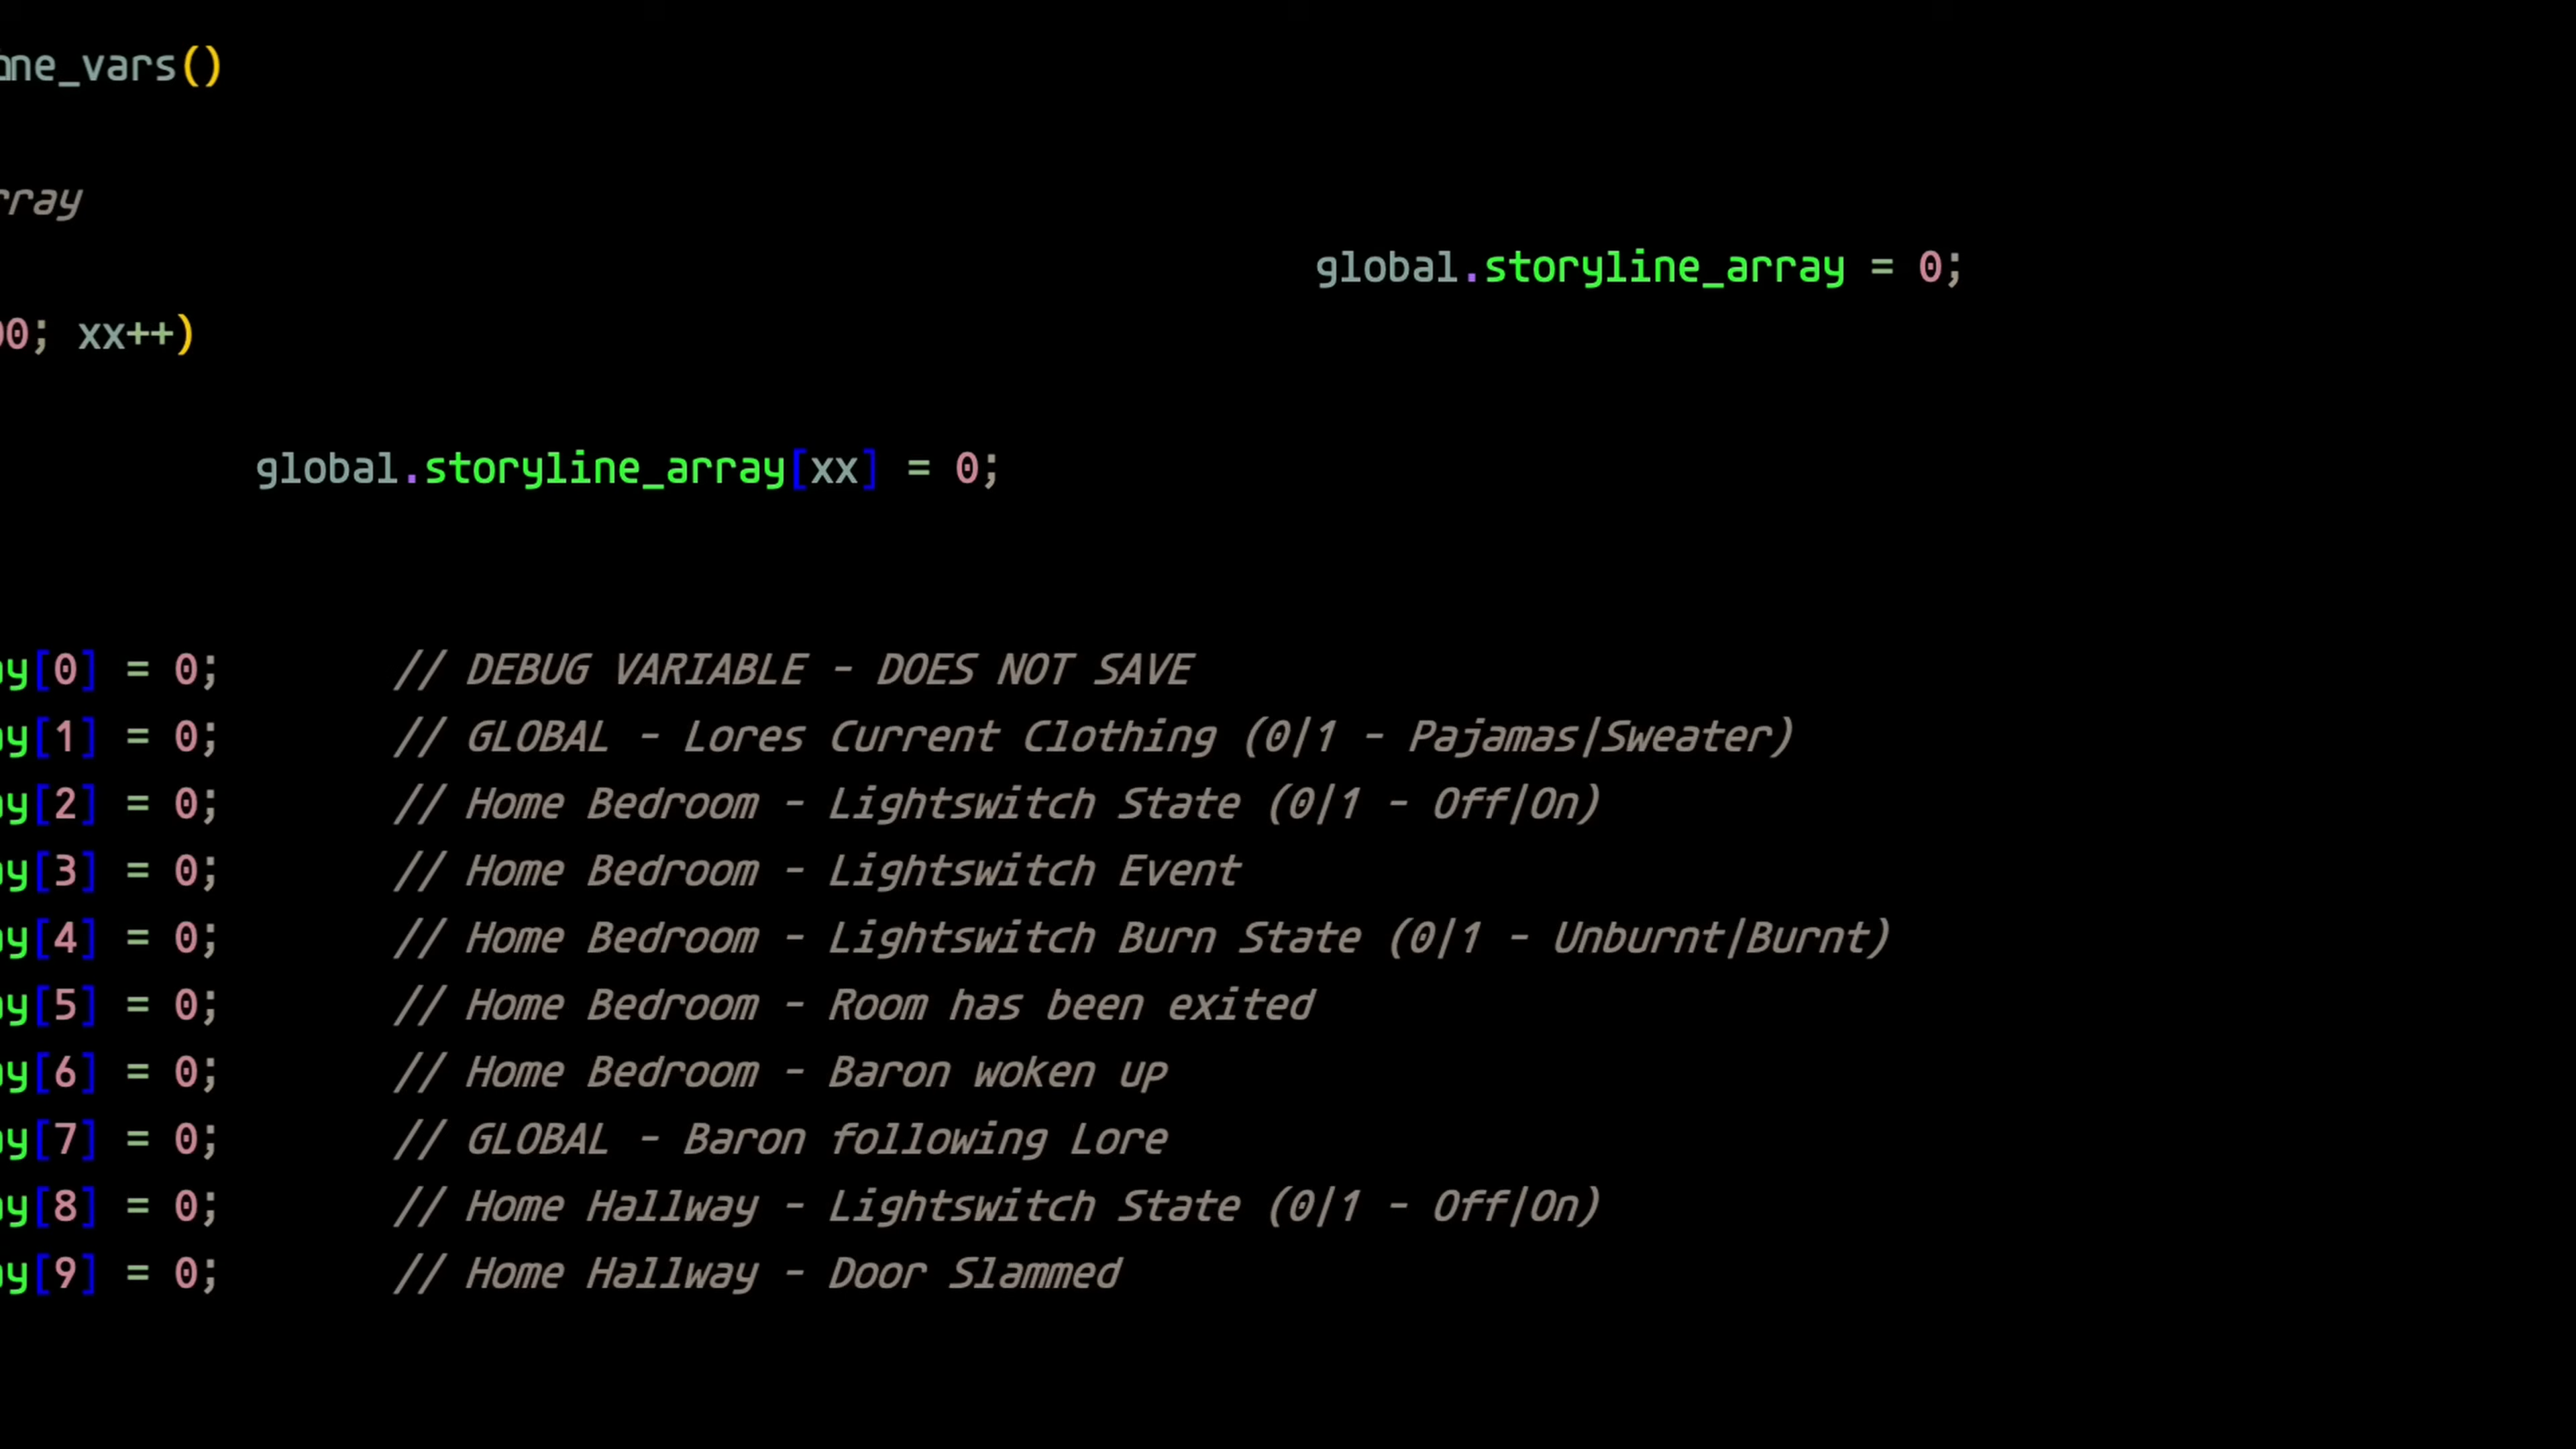 ne_vars()
rray
global.storyline_array = 0;
00; xx++)
global.storyline_array[xx] = 0;
ay[0] = 0; // DEBUG VARIABLE - DOES NOT SAVE
ay[1] = 0; // GLOBAL - Lores Current Clothing (0|1 - Pajamas|Sweater)
ay[2] = 0; // Home Bedroom - Lightswitch State (0|1 - Off|On)
ay[3] = 0; // Home Bedroom - Lightswitch Event
ay[4] = 0; // Home Bedroom - Lightswitch Burn State (0|1 - Unburnt|Burnt)
ay[5] = 0; // Home Bedroom - Room has been exited
ay[6] = 0; // Home Bedroom - Baron woken up
ay[7] = 0; // GLOBAL - Baron following Lore
ay[8] = 0; // Home Hallway - Lightswitch State (0|1 - Off|On)
ay[9] = 0; // Home Hallway - Door Slammed